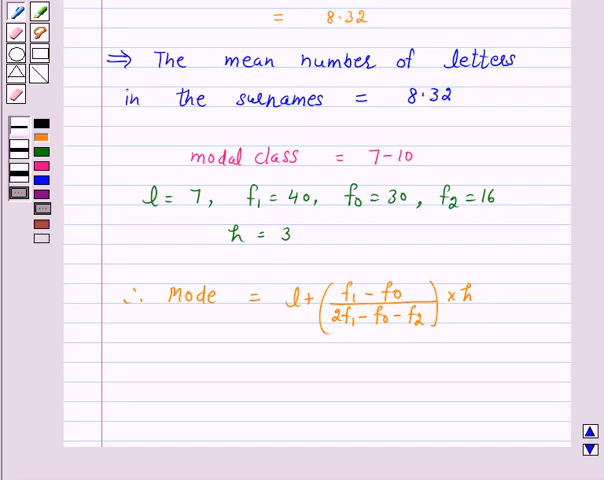 = 8.32
⇒ The mean number of letters
in the surnames = 8.32
modal class = 7-10
l = 7, f₁ = 40, f₀ = 30, f₂ = 16
h = 3
∴ Mode = l + (f₁ - f₀ / 2f₁ - f₀ - f₂) × h